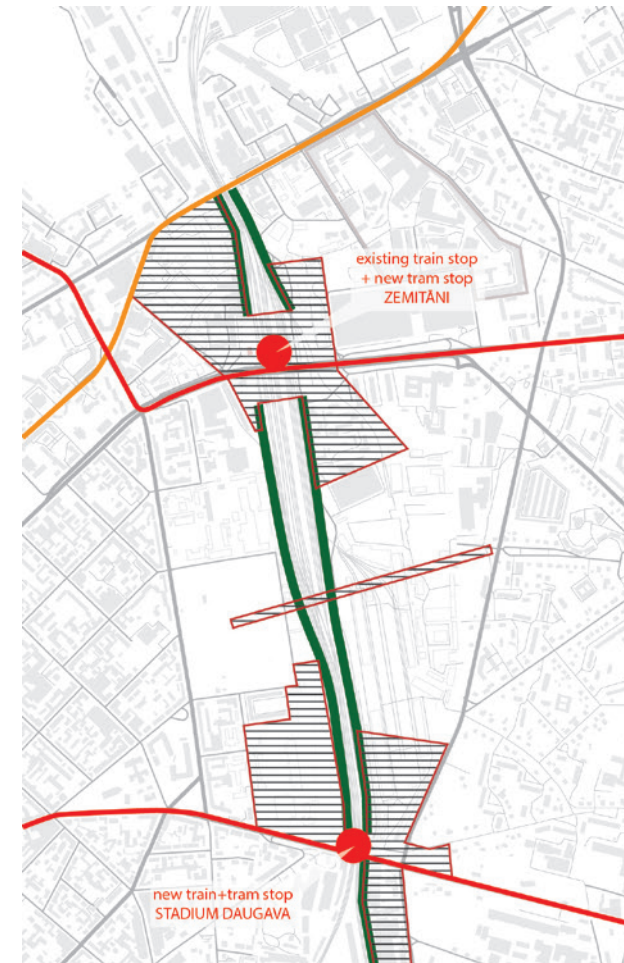 existing train stop
+ new tram stop
ZEMITĀNI
new train+tram stop
STADIUM DAUGAVA